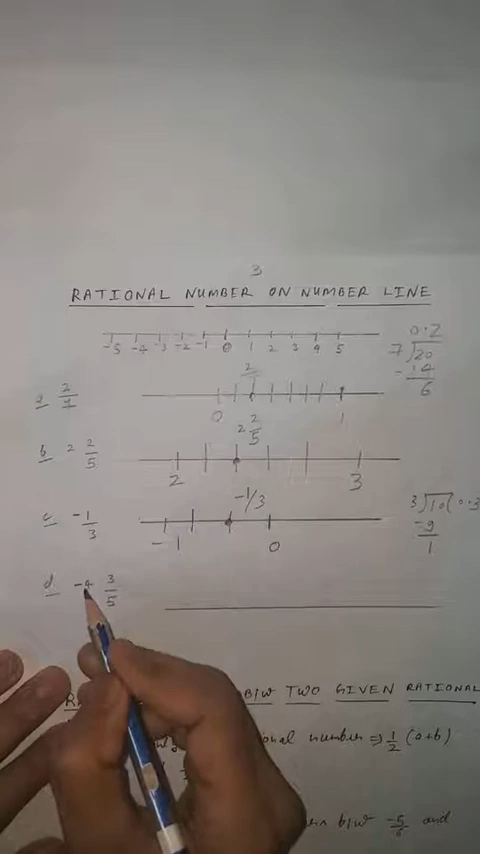 3
RATIONAL NUMBER ON NUMBER LINE
-5 -4 -3 -2 -1 0 1 2 3 4 5
0.2
7)20
-14
6
a 2/7
2
0 1
b 2 2/5
2 2/5
2 3
c -1/3
-1/3
-1 0
3)10(0.3
-9
1
d -4 3/5
B/W TWO GIVEN RATIONAL
number ⇒ 1/2 (a+b)
b/w -5/6 and